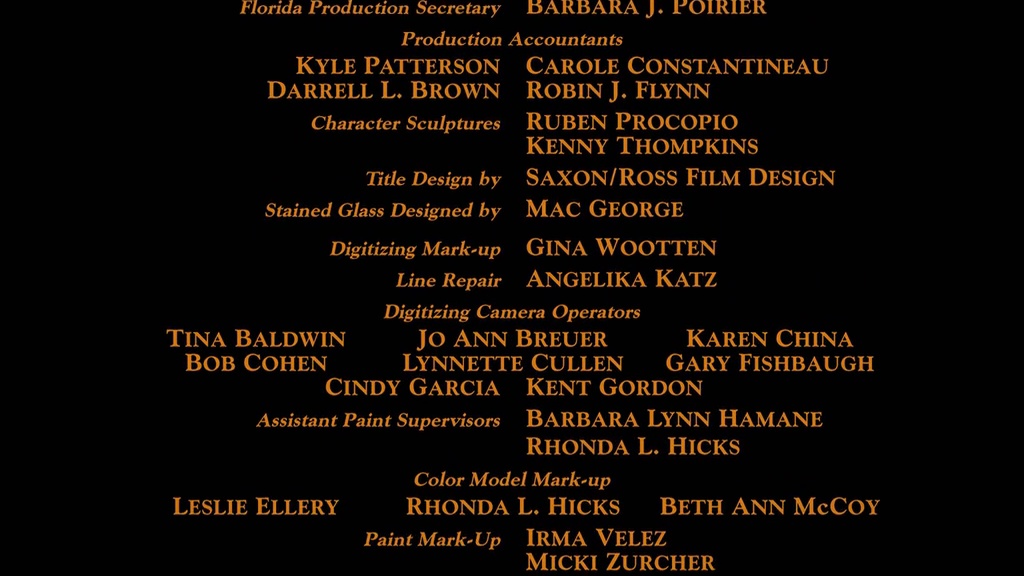 Florida Production Secretary BARBARA J. POIRIER
Production Accountants
KYLE PATTERSON CAROLE CONSTANTINEAU
DARRELL L. BROWN ROBIN J. FLYNN
Character Sculptures RUBEN PROCOPIO
KENNY THOMPKINS
Title Design by SAXON/ROSS FILM DESIGN
Stained Glass Designed by MAC GEORGE
Digitizing Mark-up GINA WOOTTEN
Line Repair ANGELIKA KATZ
Digitizing Camera Operators
TINA BALDWIN JO ANN BREUER KAREN CHINA
BOB COHEN LYNNETTE CULLEN GARY FISHBAUGH
CINDY GARCIA KENT GORDON
Assistant Paint Supervisors BARBARA LYNN HAMANE
RHONDA L. HICKS
Color Model Mark-up
LESLIE ELLERY RHONDA L. HICKS BETH ANN McCOY
Paint Mark-Up IRMA VELEZ
MICKI ZURCHER